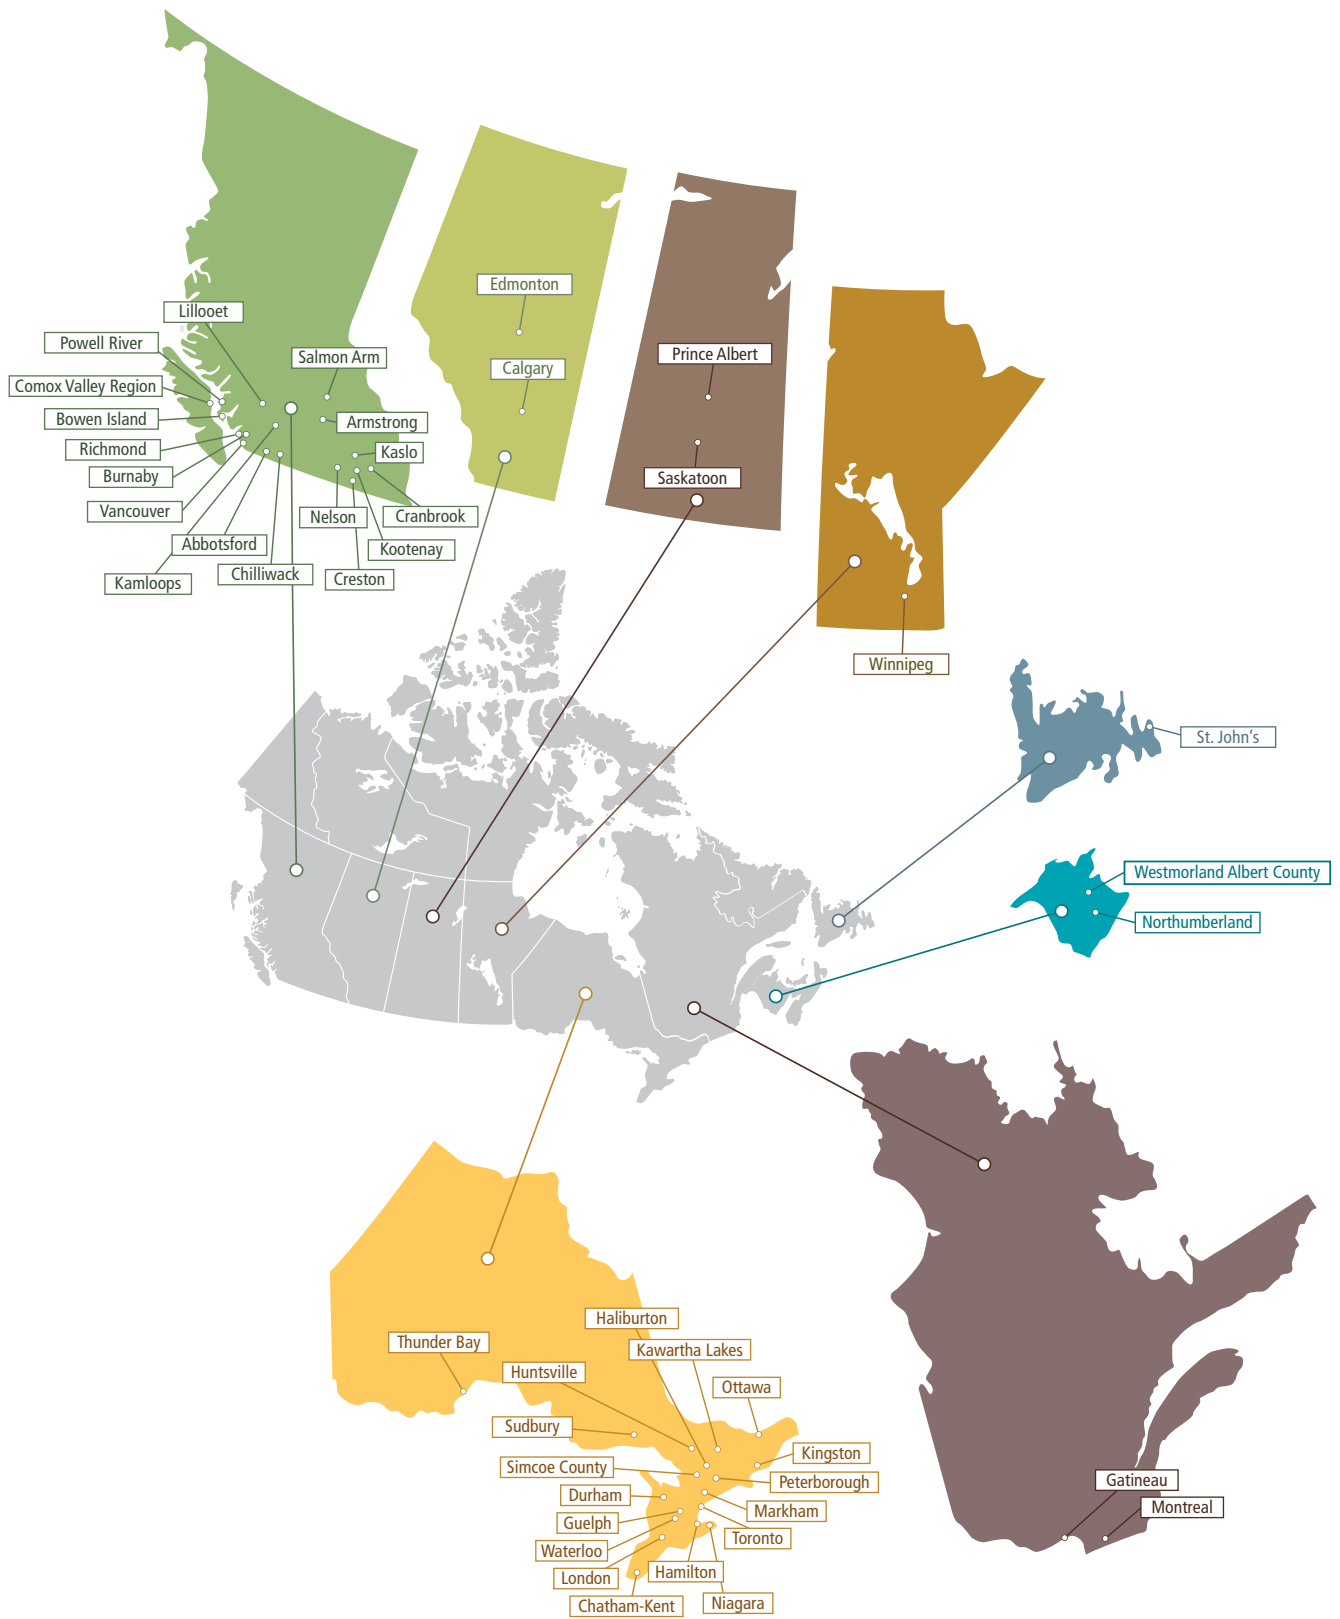 Edmonton
Lillooet
Powell River
Salmon Arm
Prince Albert
Calgary
Comox Valley Region
Bowen Island
Armstrong
Richmond
Kaslo
Burnaby
Saskatoon
Vancouver
Nelson
Cranbrook
Abbotsford
Kootenay
Chilliwack
Creston
Kamloops
Winnipeg
St. John's
Westmorland Albert County
Northumberland
Haliburton
Thunder Bay
Kawartha Lakes
Huntsville
Ottawa
Sudbury
Kingston
Simcoe County
Peterborough
Gatineau
Durham
Montreal
Markham
Guelph
Toronto
Waterloo
Hamilton
London
Niagara
Chatham-Kent